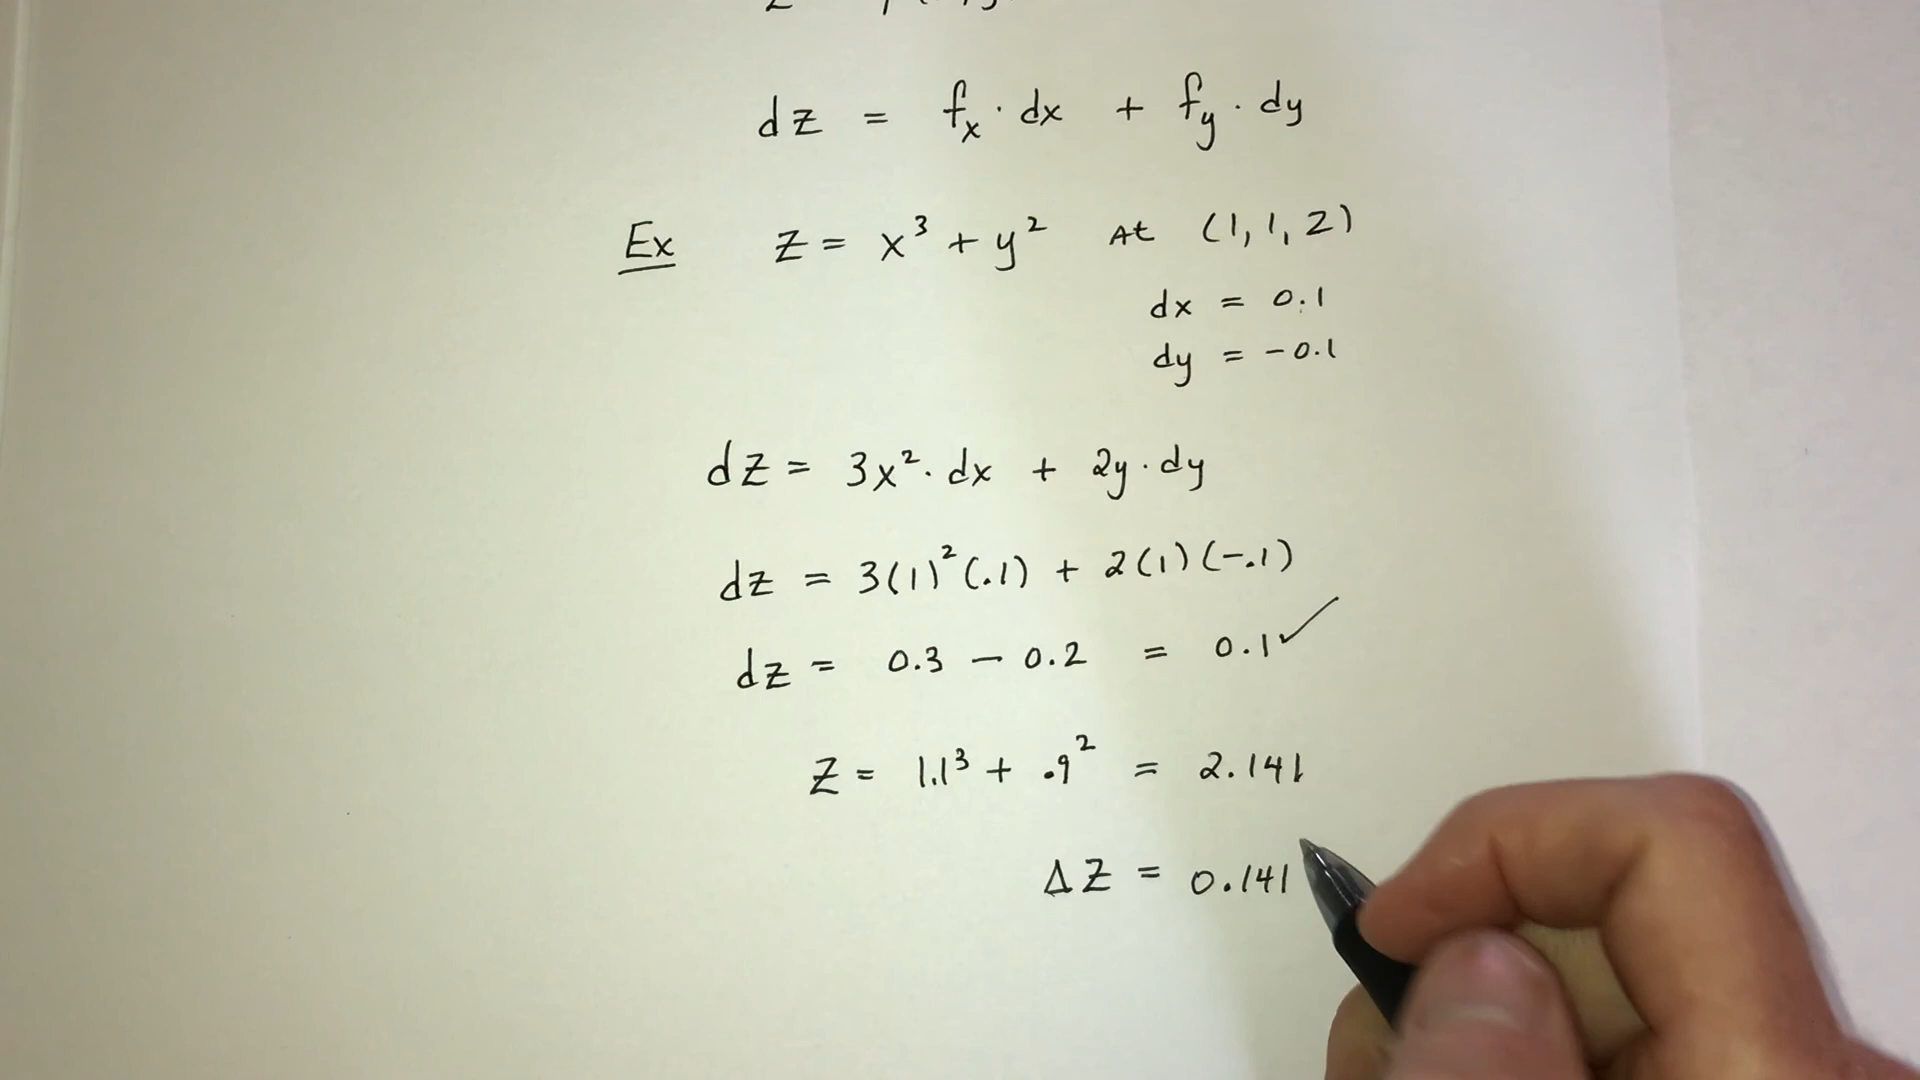 dz = fx · dx + fy · dy
Ex z = x³ + y² At (1, 1, 2)
dx = 0.1
dy = -0.1
dz = 3x² · dx + 2y · dy
dz = 3(1)²(.1) + 2(1)(-.1)
dz = 0.3 - 0.2 = 0.1 ✓
z = 1.1³ + .9² = 2.141
Δz = 0.141